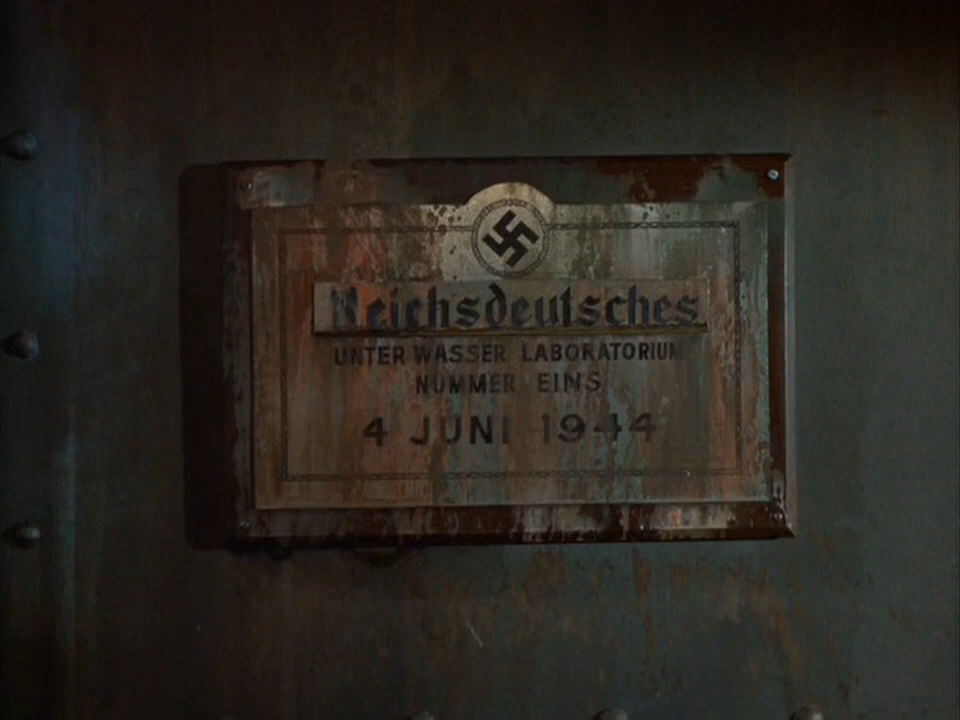 Reichsdeutsches
UNTER WASSER LABORATORIUM
NUMMER EINS
4 JUNI 1944